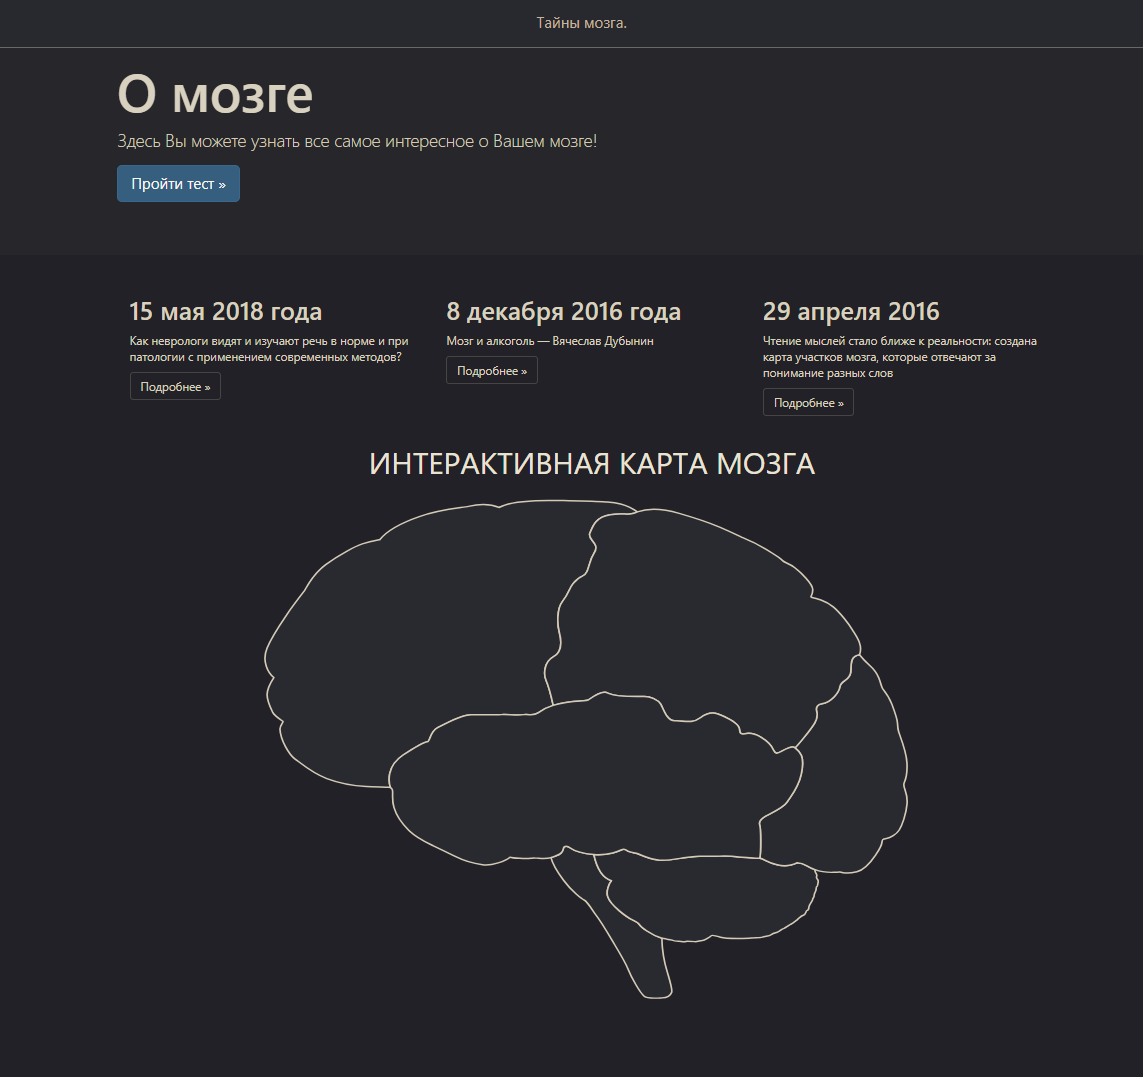 Тайны мозга.
О мозге
Здесь Вы можете узнать все самое интересное о Вашем мозге!
Пройти тест »
15 мая 2018 года
Как неврологи видят и изучают речь в норме и при
патологии с применением современных методов?
Подробнее »
8 декабря 2016 года
Мозг и алкоголь — Вячеслав Дубынин
Подробнее »
29 апреля 2016
Чтение мыслей стало ближе к реальности: создана
карта участков мозга, которые отвечают за
понимание разных слов
Подробнее »
ИНТЕРАКТИВНАЯ КАРТА МОЗГА